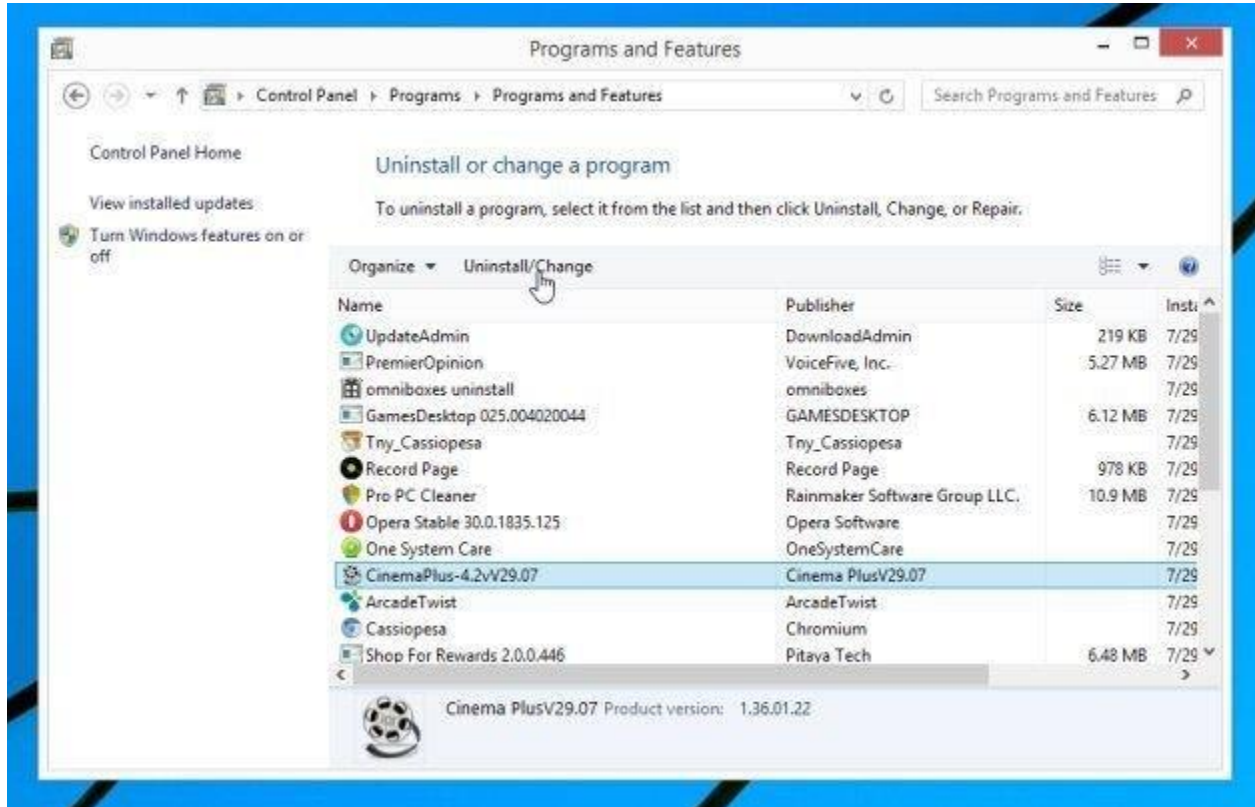 Programs and Features
Control Panel Programs Programs and Features
Search Programs and Features
Control Panel Home
Uninstall or change a program
View installed updates
To uninstall a program, select it from the list and then click Uninstall, Change, or Repair.
Turn Windows features on or
off
Organize Uninstall/Change
Name Publisher Size Insta
UpdateAdmin DownloadAdmin 219 KB 7/29
PremierOpinion VoiceFive, Inc. 5.27 MB 7/29
omniboxes uninstall omniboxes 7/29
GamesDesktop 025.004020044 GAMESDESKTOP 6.12 MB 7/29
Tny_Cassiopesa Tny_Cassiopesa 7/29
Record Page Record Page 978 KB 7/29
Pro PC Cleaner Rainmaker Software Group LLC. 10.9 MB 7/29
Opera Stable 30.0.1835.125 Opera Software 7/29
One System Care OneSystemCare 7/29
CinemaPlus-4.2vV29.07 Cinema PlusV29.07 7/29
ArcadeTwist ArcadeTwist 7/29
Cassiopesa Chromium 7/29
Shop For Rewards 2.0.0.446 Pitaya Tech 6.48 MB 7/29
Cinema PlusV29.07 Product version: 1.36.01.22